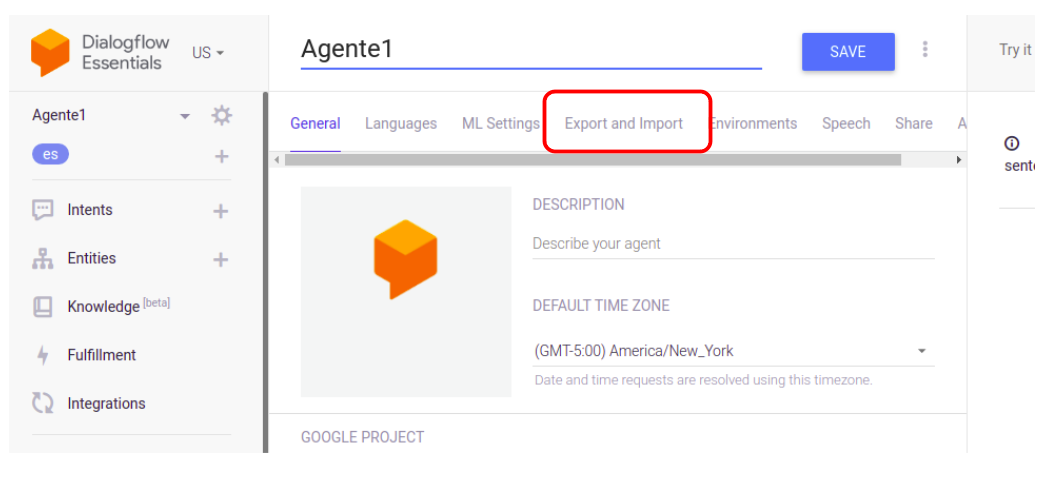 Dialogflow
Essentials
US
Agente1
SAVE
Try it
Agente1
es
General Languages ML Settings Export and Import Environments Speech Share A
sent
Intents
Entities
Knowledge [beta]
Fulfillment
Integrations
DESCRIPTION
Describe your agent
DEFAULT TIME ZONE
(GMT-5:00) America/New_York
Date and time requests are resolved using this timezone.
GOOGLE PROJECT